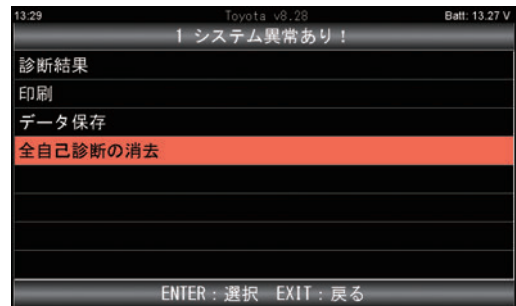 13:29 Toyota v8.28 Batt: 13.27 V
1 システム異常あり！
診断結果
印刷
データ保存
全自己診断の消去
ENTER：選択 EXIT：戻る